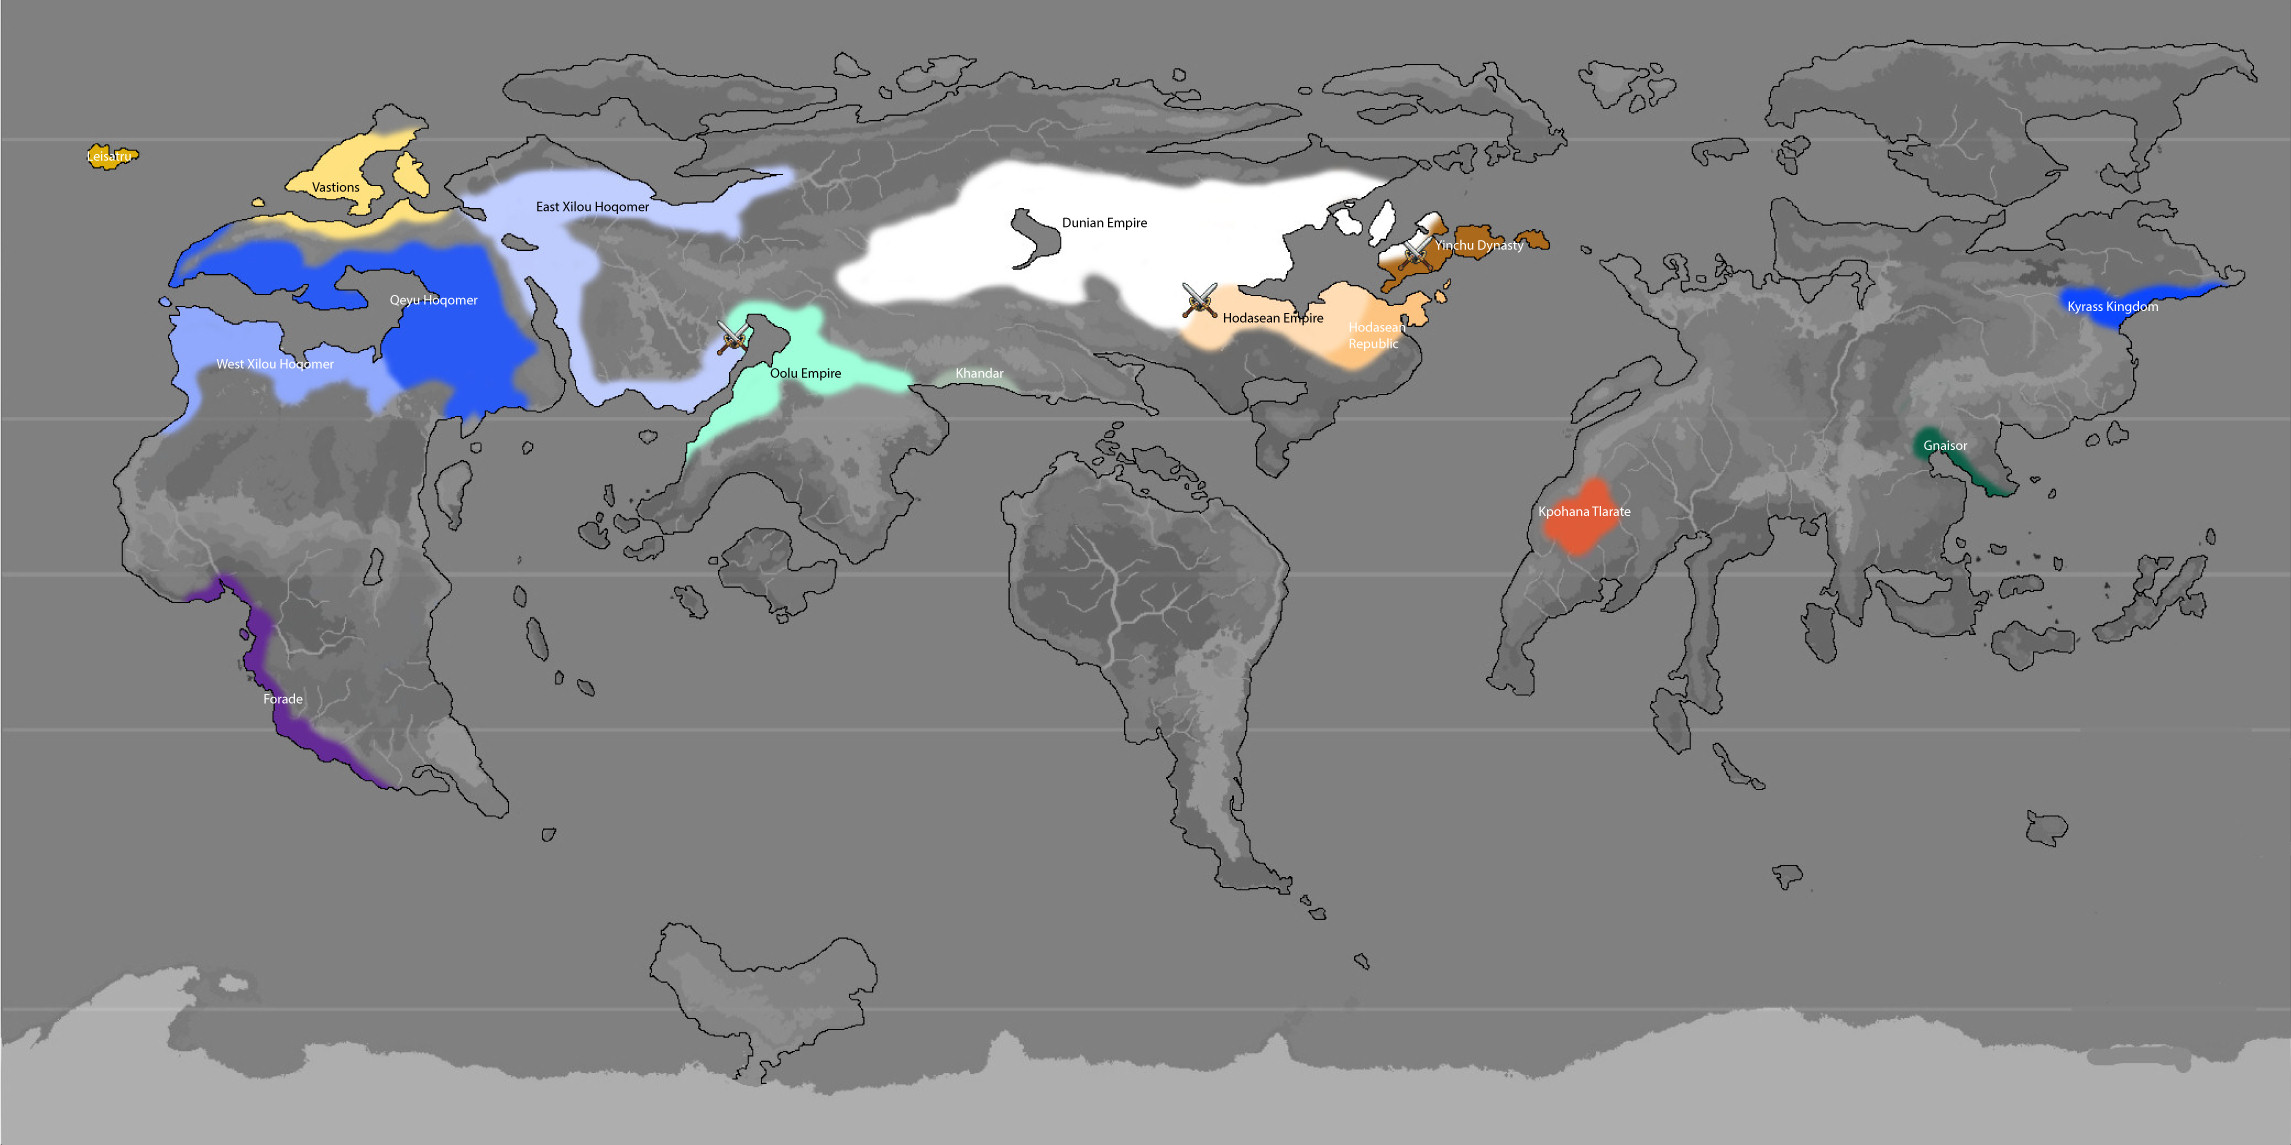 Leisatru
Vastions
East Xilou Hoqomer
Dunian Empire
Yinchu Dynasty
Qeyu Hoqomer
Kyrass Kingdom
Hodasean Empire
Hodasean
Republic
West Xilou Hoqomer
Oolu Empire
Khandar
Gnaisor
Kpohana Tlarate
Forade